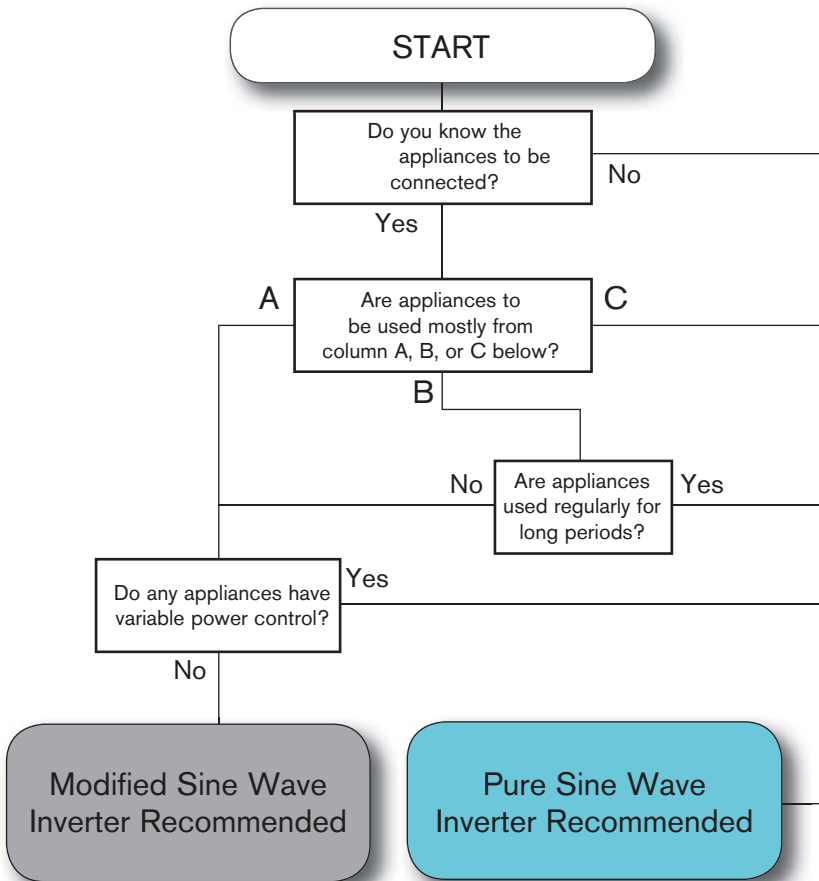 START
Do you know the
appliances to be
connected?
No
Yes
A
Are appliances to
be used mostly from
column A, B, or C below?
C
B
No
Are appliances
used regularly for
long periods?
Yes
Do any appliances have
variable power control?
Yes
No
Modified Sine Wave
Inverter Recommended
Pure Sine Wave
Inverter Recommended